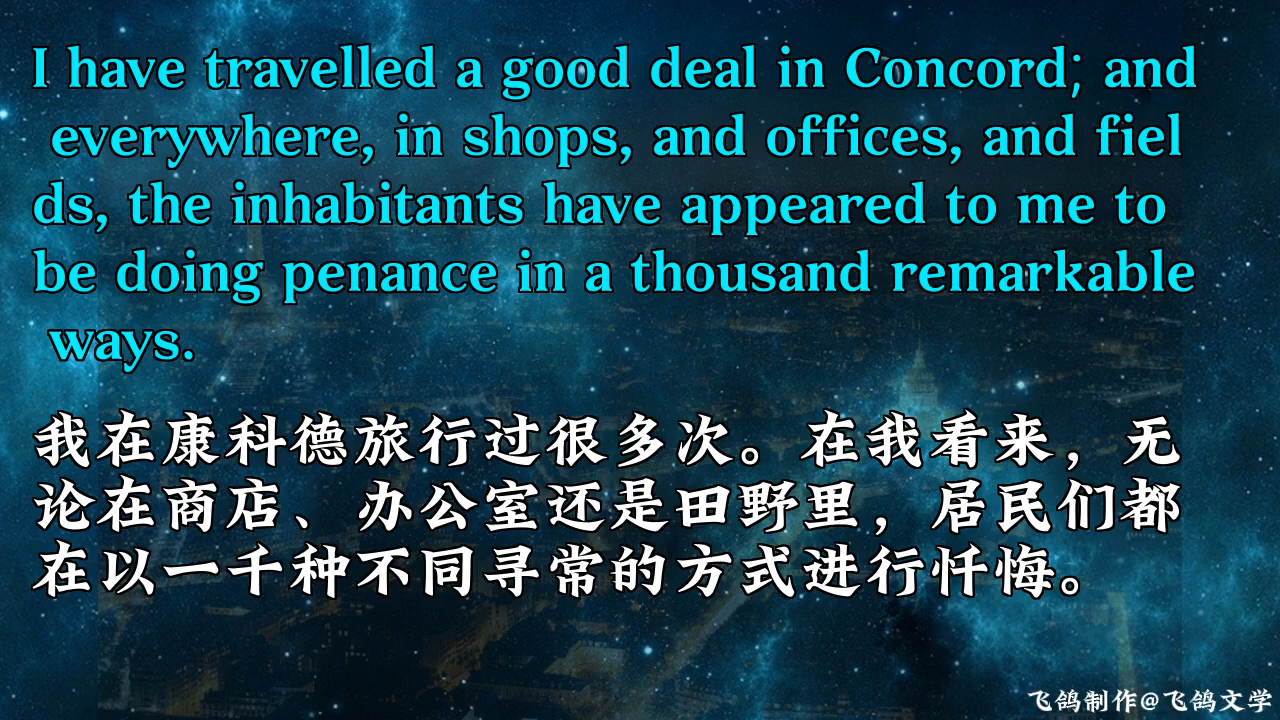 I have travelled a good deal in Concord; and
everywhere, in shops, and offices, and fiel
ds, the inhabitants have appeared to me to
be doing penance in a thousand remarkable
ways.
我在康科德旅行过很多次。在我看来，无
论在商店、办公室还是田野里，居民们都
在以一千种不同寻常的方式进行忏悔。
飞鸽制作@飞鸽文学